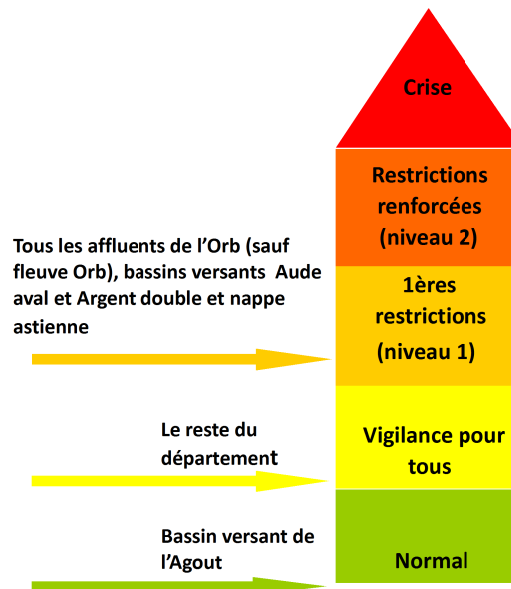 Crise
Restrictions
renforcées
(niveau 2)
Tous les affluents de l’Orb (sauf
fleuve Orb), bassins versants Aude
aval et Argent double et nappe
astienne
1ères
restrictions
(niveau 1)
Le reste du
département
Vigilance pour
tous
Bassin versant de
l’Agout
Normal